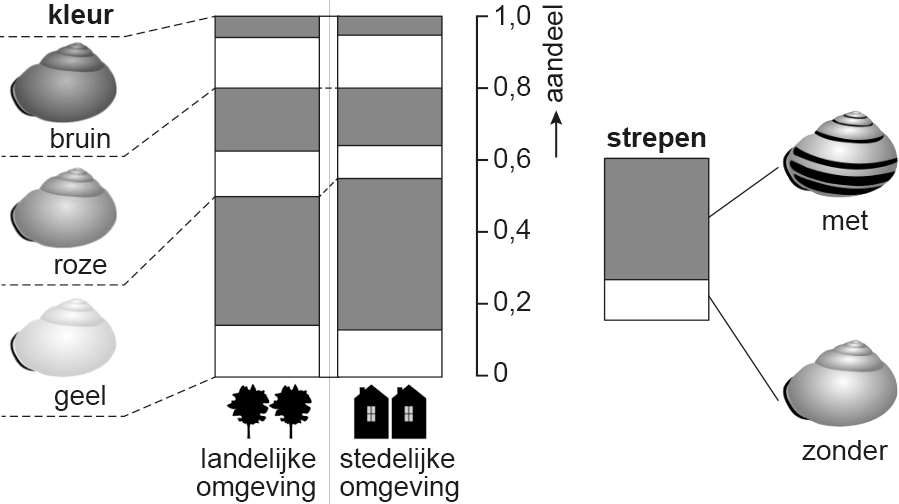 kleur
bruin
roze
geel
1,0
0,8
0,6
0,4
0,2
0
aandeel
landelijke
omgeving
stedelijke
omgeving
strepen
met
zonder